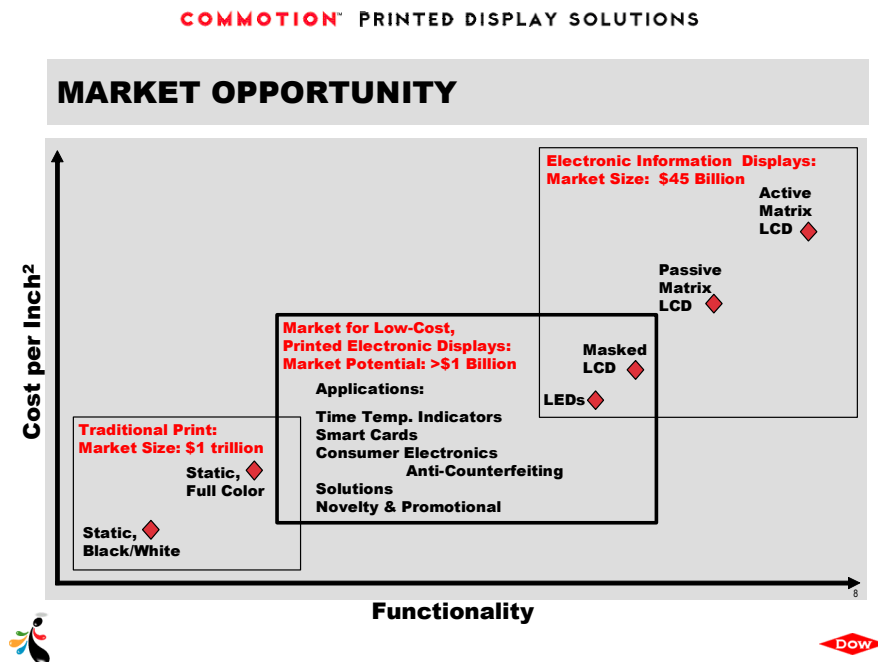 COMMOTION™ PRINTED DISPLAY SOLUTIONS
MARKET OPPORTUNITY
Electronic Information Displays:
Market Size: $45 Billion
Active
Matrix
LCD
Passive
Matrix
LCD
Market for Low-Cost,
Printed Electronic Displays:
Market Potential: >$1 Billion
Masked
LCD
LEDs
Applications:
Time Temp. Indicators
Smart Cards
Consumer Electronics
Anti-Counterfeiting
Solutions
Novelty & Promotional
Traditional Print:
Market Size: $1 trillion
Static,
Full Color
Static,
Black/White
Cost per Inch²
Functionality
8
Dow